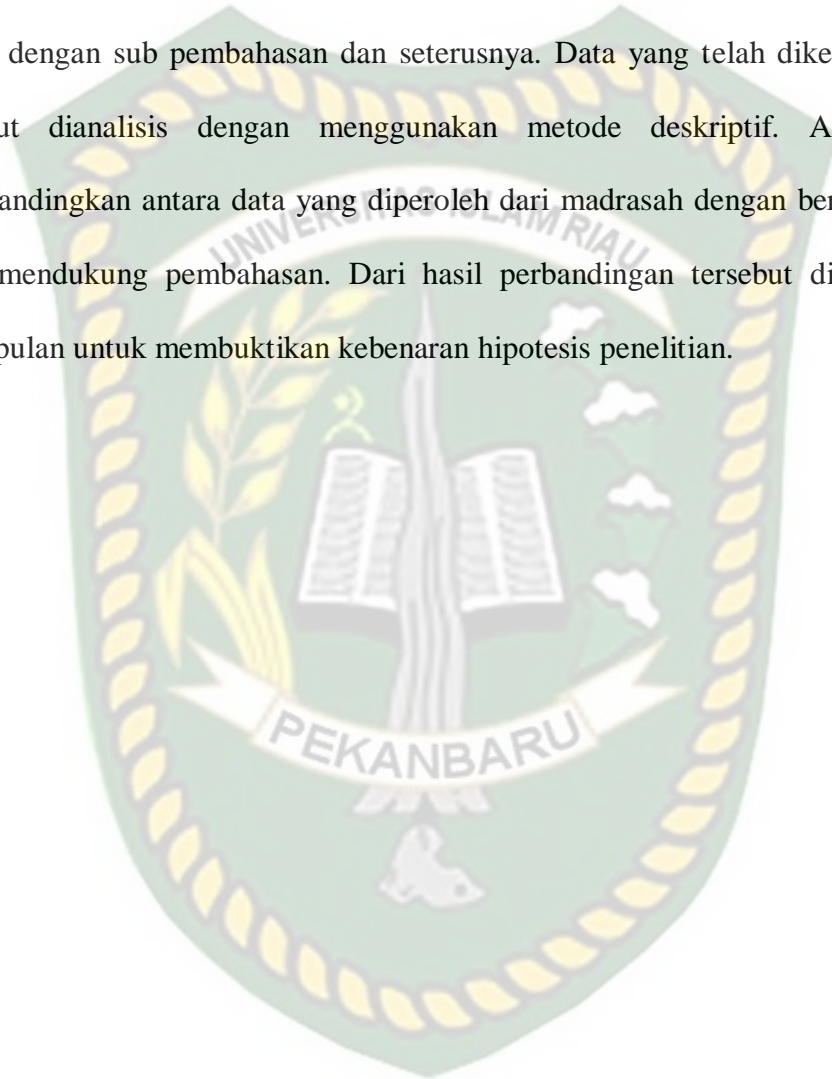 dengan sub pembahasan dan seterusnya. Data yang telah dike
ut dianalisis dengan menggunakan metode deskriptif. A
andingkan antara data yang diperoleh dari madrasah dengan ber
mendukung pembahasan. Dari hasil perbandingan tersebut di
pulan untuk membuktikan kebenaran hipotesis penelitian.
UNIVERSITAS ISLAM RIAU
PEKANBARU